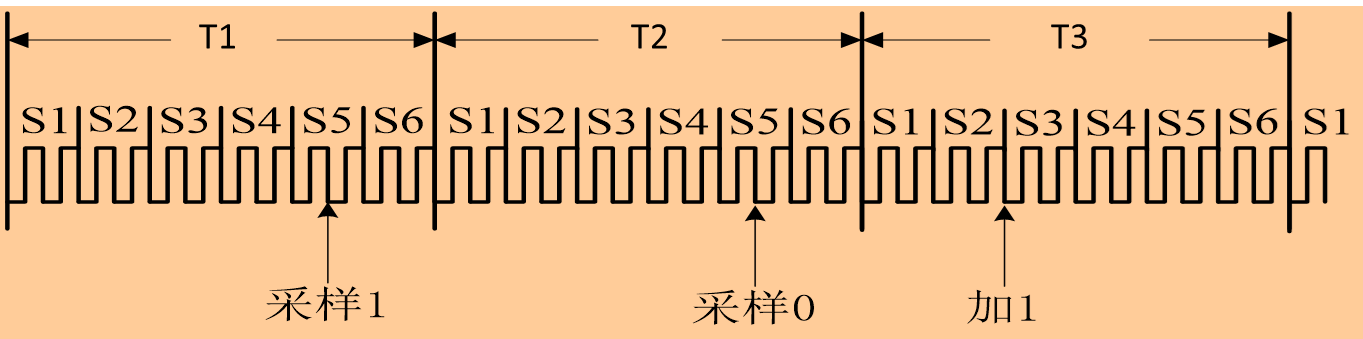 T1 T2 T3
S1 S2 S3 S4 S5 S6 S1 S2 S3 S4 S5 S6 S1 S2 S3 S4 S5 S6 S1
采样1 采样0 加1